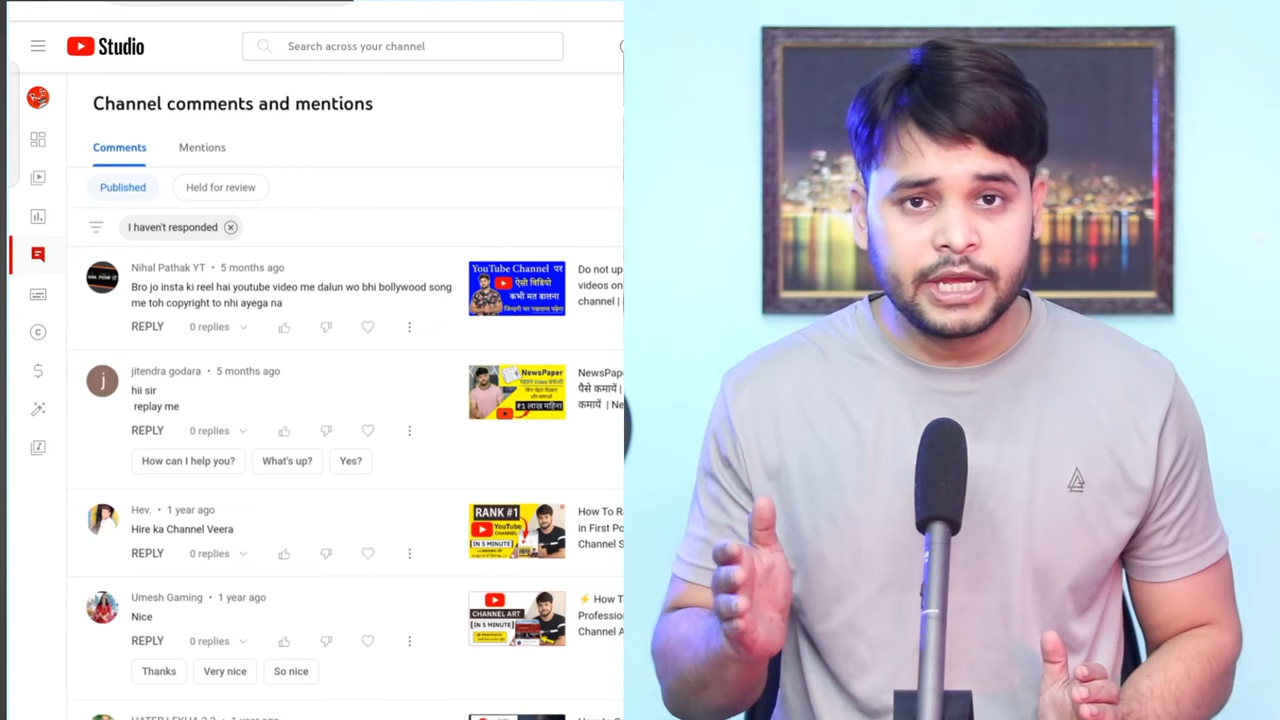 Studio
Search across your channel
Channel comments and mentions
Comments
Mentions
Published
Held for review
I haven't responded
Nihal Pathak YT • 5 months ago
Bro jo insta ki reel hai youtube video me dalun wo bhi bollywood song
me toh copyright to nhi ayega na
REPLY
0 replies
YouTube Channel पर
ऐसी विडियो
कभी मत डालना
Do not up
videos on
channel |
jitendra godara • 5 months ago
hii sir
replay me
REPLY
0 replies
How can I help you?
What's up?
Yes?
NewsPaper
₹1 लाख महिना
NewsPap
पैसे कमायें |
कमायें | Ne
Hev. • 1 year ago
Hire ka Channel Veera
REPLY
0 replies
RANK #1
YouTube
CHANNEL
[IN 5 MINUTE]
How To R
in First Po
Channel S
Umesh Gaming • 1 year ago
Nice
REPLY
0 replies
Thanks
Very nice
So nice
CHANNEL ART
[IN 5 MINUTE]
⚡ How T
Professio
Channel A